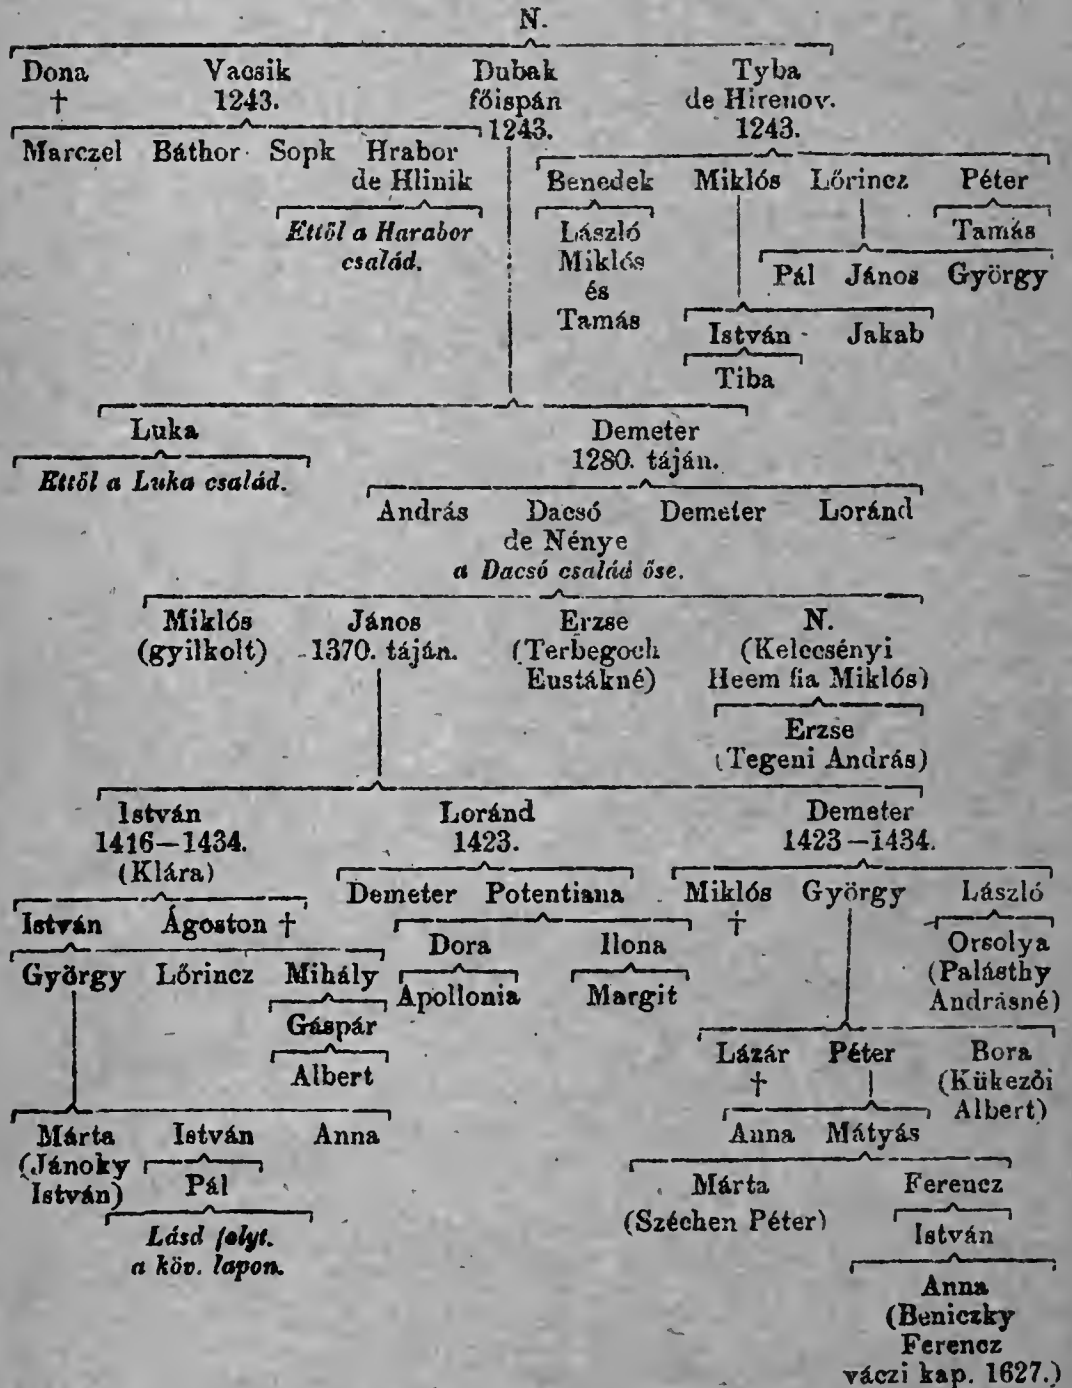 N.
Dona Vacsik Dubak Tyba
† 1243. főispán de Hirenov.
1243. 1243.
Marczel Báthor Sopk Hrabor
de Hlinik
Benedek Miklós Lőrincz Péter
Ettől a Harabor
család.
László
Miklós
és
Tamás
Tamás
Pál János György
István Jakab
Tiba
Luka Demeter
1280. táján.
Ettől a Luka család.
András Dacsó Demeter Loránd
de Nénye
a Dacsó család őse.
Miklós János Erzse N.
(gyilkolt) 1370. táján. (Terbegoch (Kelecsényi
Eustákné) Heem fia Miklós)
Erzse
(Tegeni András)
István Loránd Demeter
1416–1434. 1423. 1423–1434.
(Klára)
Demeter Potentiana Miklós György László
†
István Ágoston †
Dora Ilona Orsolya
(Palásthy
Andrásné)
György Lőrincz Mihály Apollonia Margit
Gáspár
Albert
Lázár Péter Bora
† (Kükezői
Albert)
Márta István Anna Anna Mátyás
(Jánoky
István)
Pál
Márta Ferencz
(Széchen Péter)
Lásd folyt.
a köv. lapon.
István
Anna
(Beniczky
Ferencz
váczi kap. 1627.)